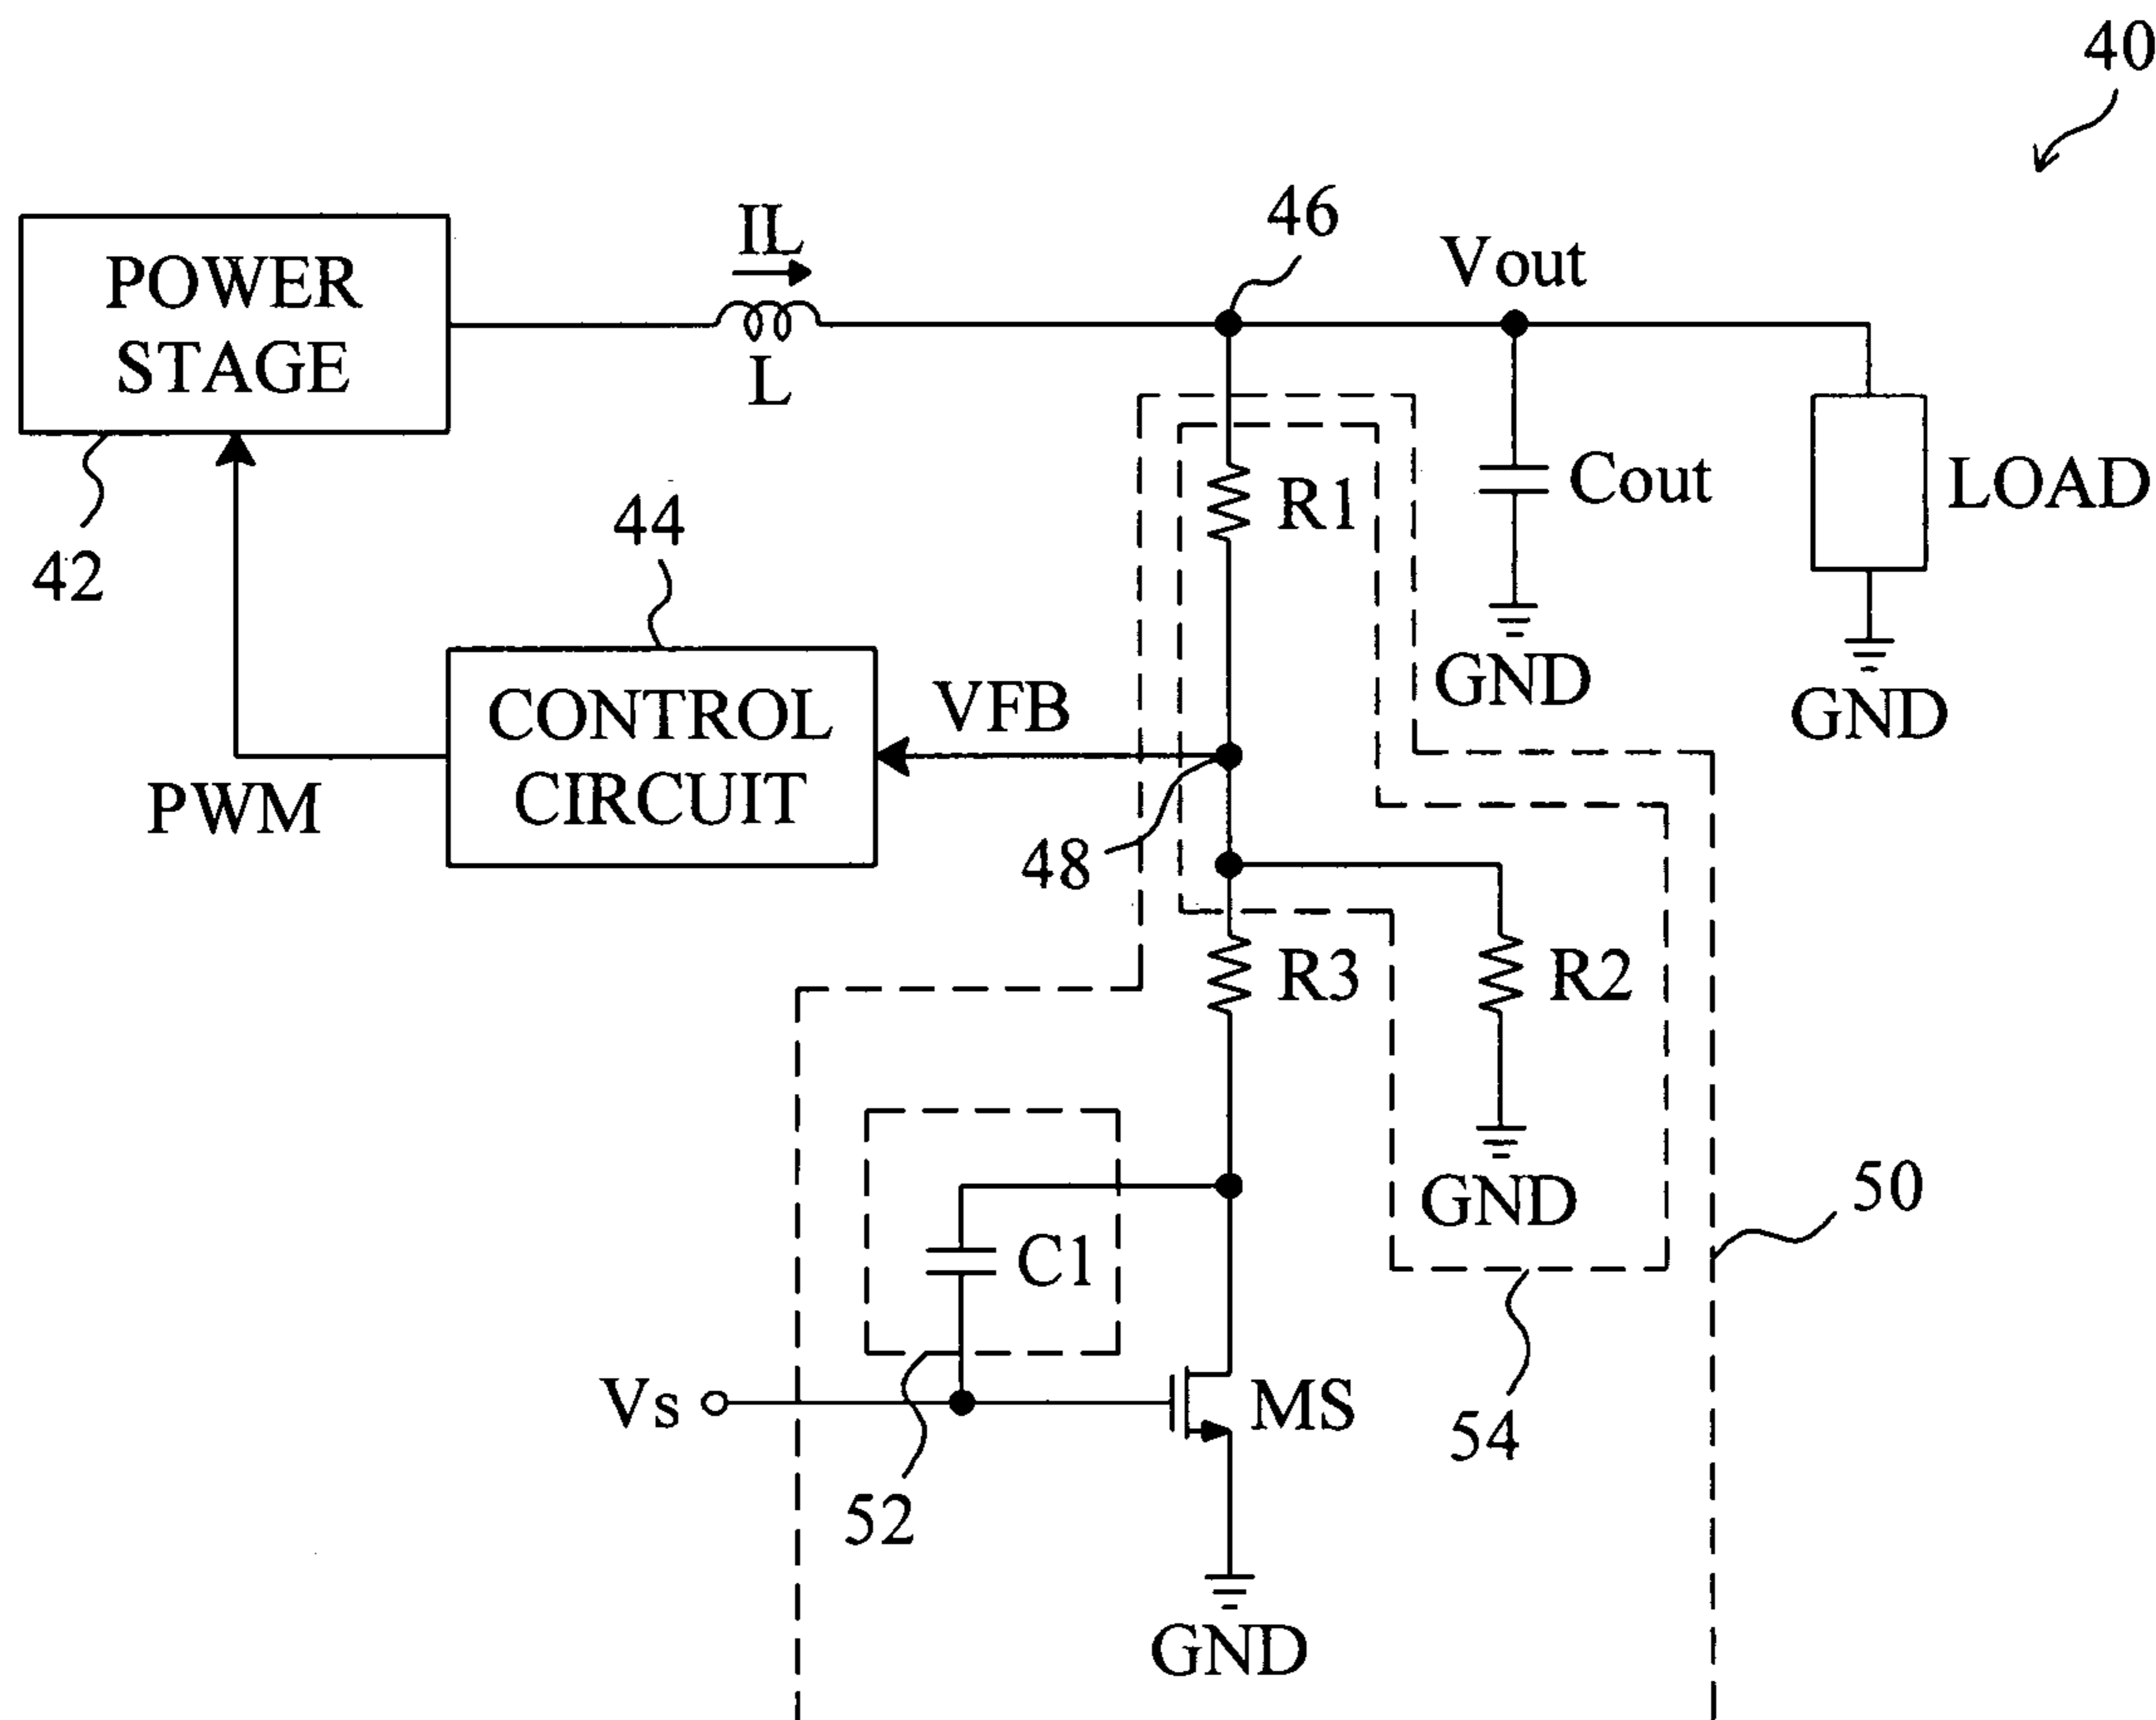 40
46
IL
Vout
POWER
STAGE
L
R1
Cout
LOAD
44
42
GND
GND
VFB
CONTROL
CIRCUIT
PWM
48
R3
R2
50
GND
C1
Vs
MS
54
52
GND